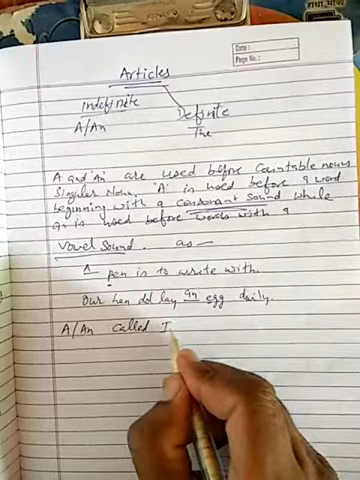 Date:
Page No.:
Articles
Indefinite Definite
A/An The
A and 'An' are used before Countable nouns
Singular Noun, 'A' is used before a word
beginning with a consonant sound while
An is used before words with a
Vowel Sound. as —
A pen is to write with.
Our hen did lay an egg daily.
A/An called I